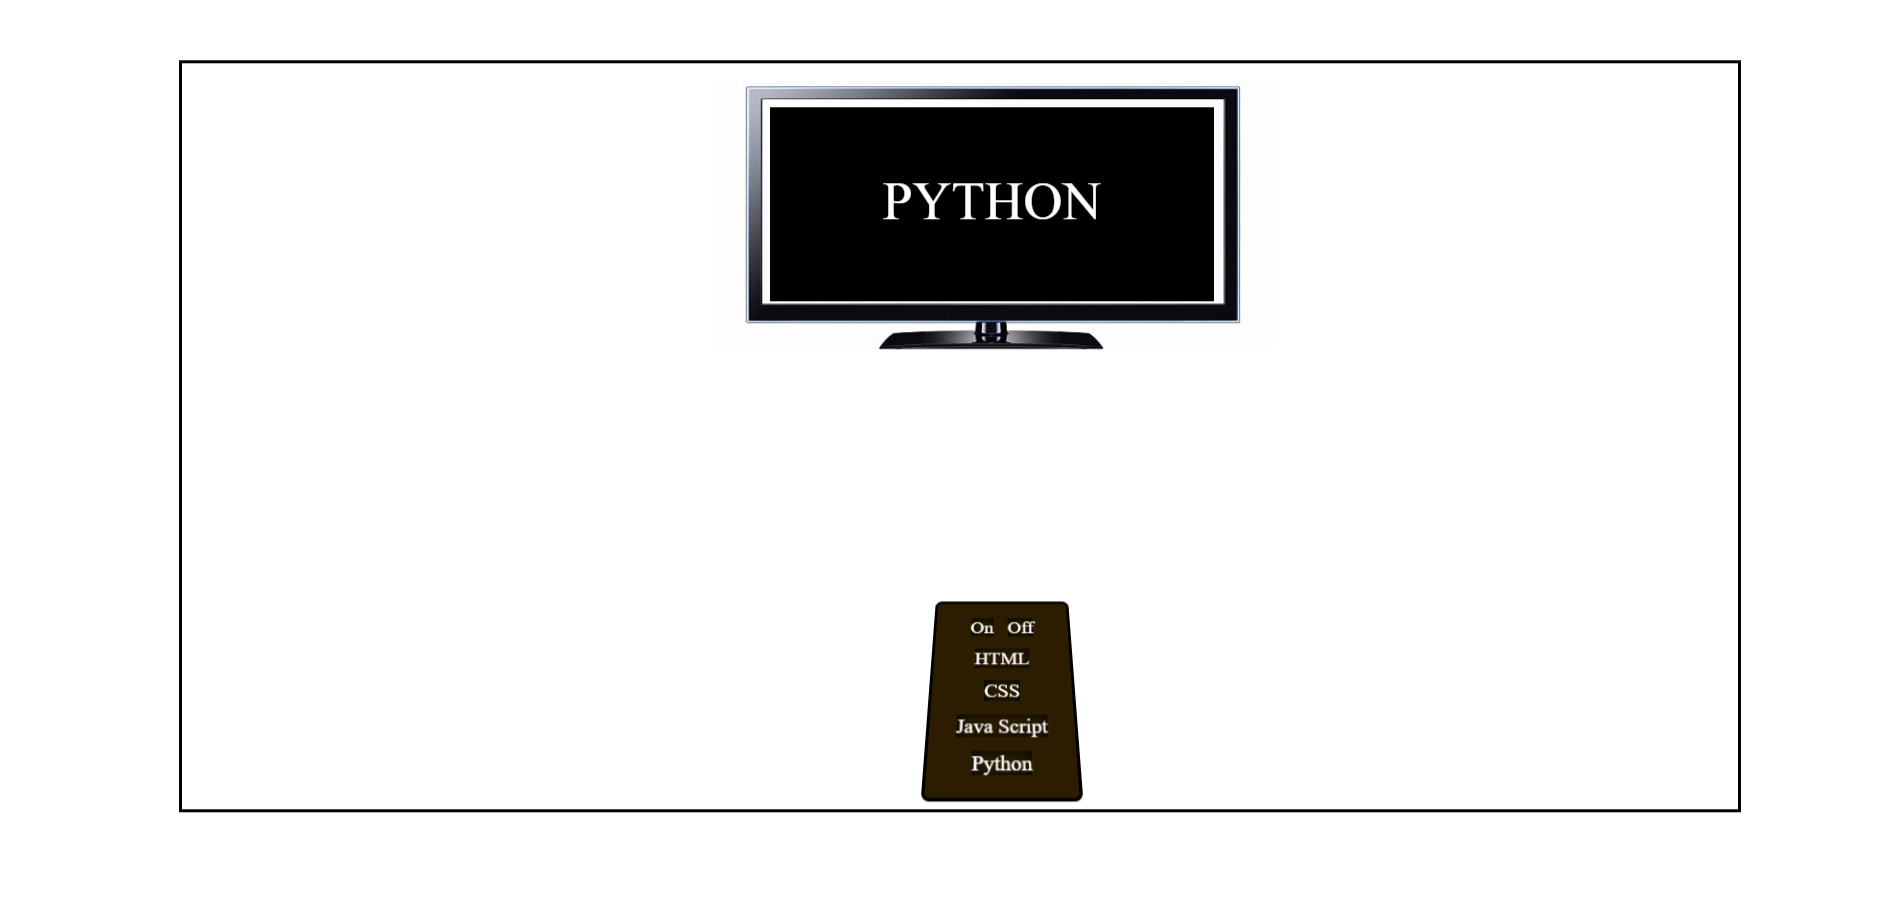 PYTHON
On Off
HTML
CSS
Java Script
Python